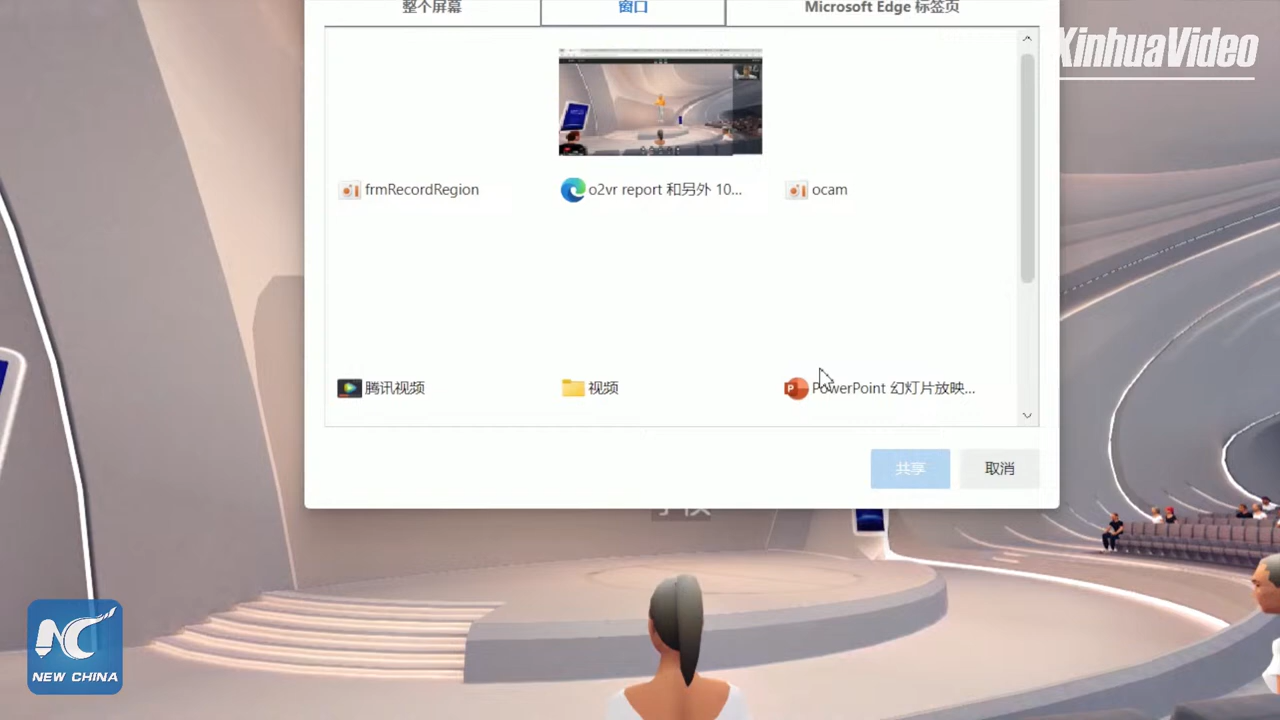 整个屏幕
窗口
Microsoft Edge 标签页
XinhuaVideo
frmRecordRegion
o2vr report 和另外 10...
ocam
腾讯视频
视频
PowerPoint 幻灯片放映...
共享
取消
NC
NEW CHINA